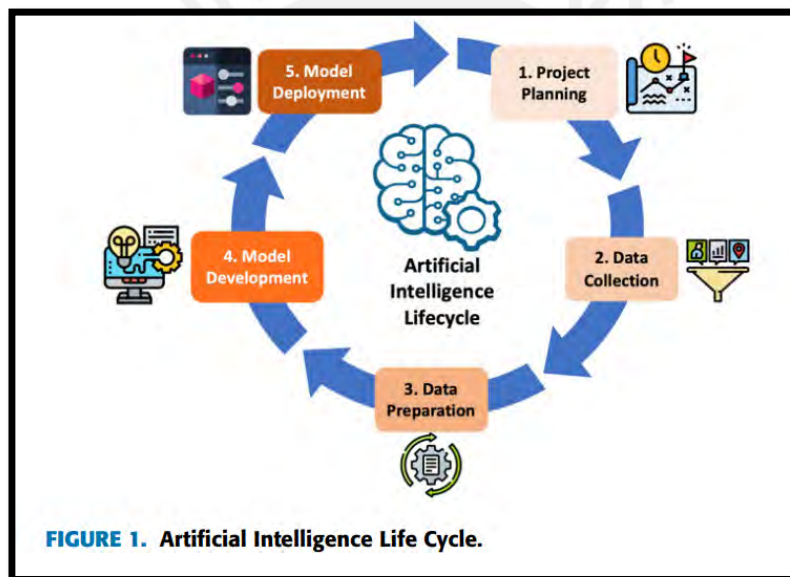 5. Model
Deployment
1. Project
Planning
4. Model
Development
Artificial
Intelligence
Lifecycle
2. Data
Collection
3. Data
Preparation
FIGURE 1. Artificial Intelligence Life Cycle.